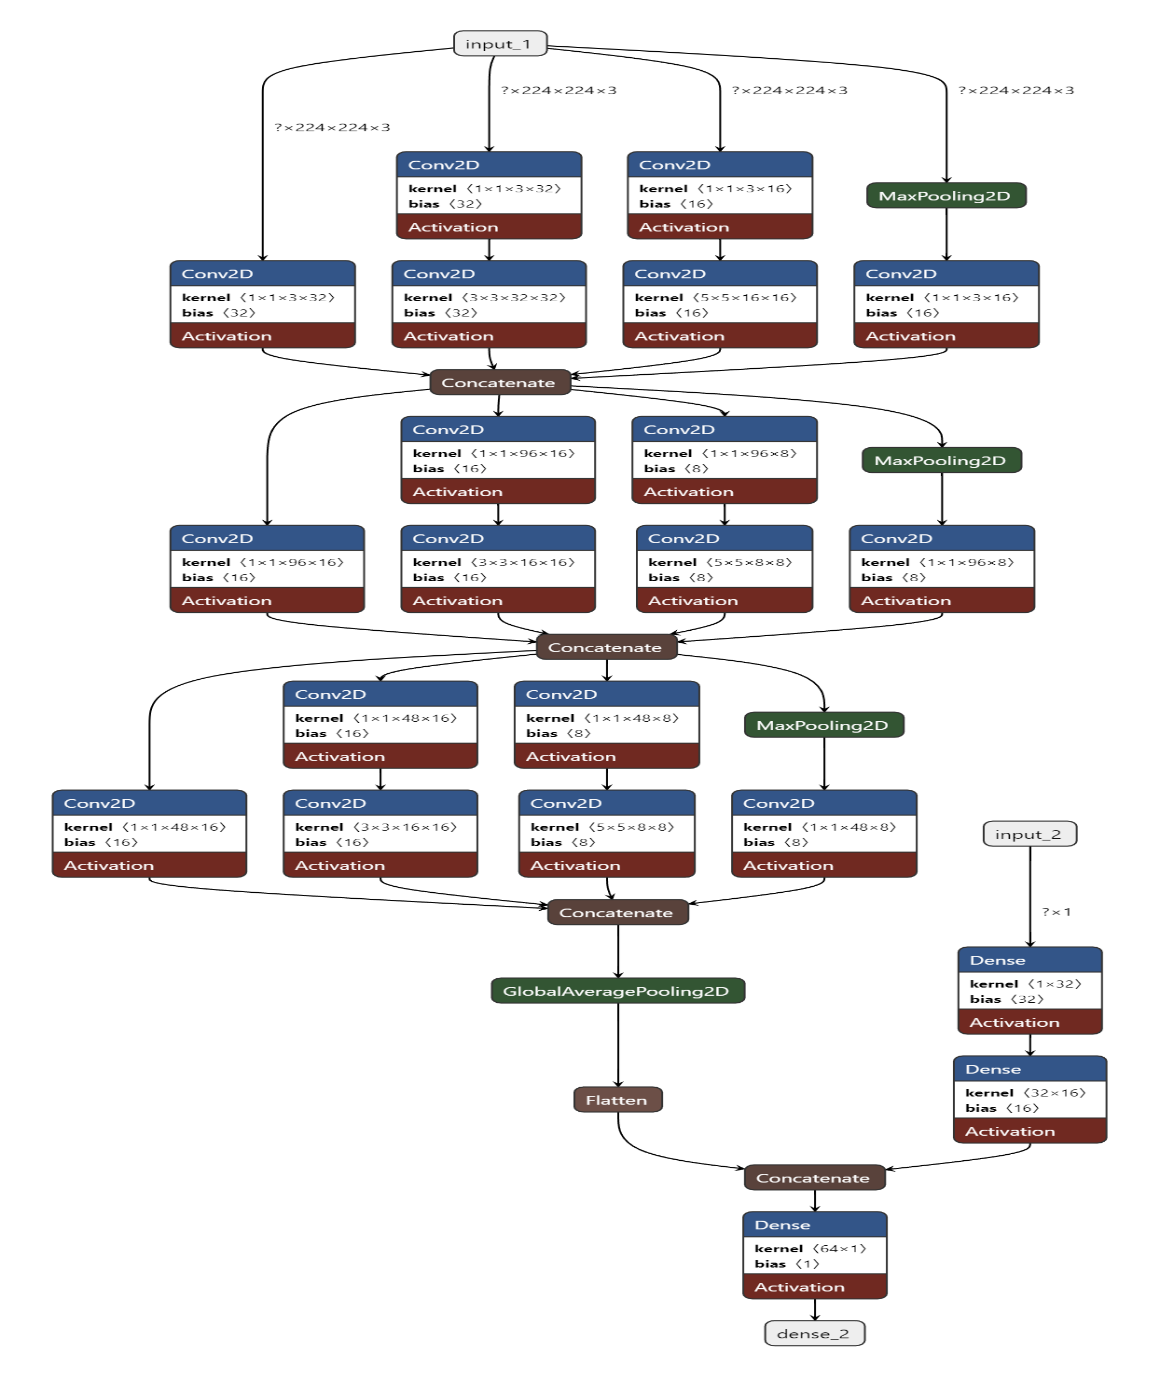 input_1
?×224×224×3
?×224×224×3
?×224×224×3
?×224×224×3
Conv2D
kernel 〈1×1×3×32〉
bias 〈32〉
Activation
Conv2D
kernel 〈1×1×3×16〉
bias 〈16〉
Activation
MaxPooling2D
Conv2D
kernel 〈1×1×3×32〉
bias 〈32〉
Activation
Conv2D
kernel 〈3×3×32×32〉
bias 〈32〉
Activation
Conv2D
kernel 〈5×5×16×16〉
bias 〈16〉
Activation
Conv2D
kernel 〈1×1×3×16〉
bias 〈16〉
Activation
Concatenate
Conv2D
kernel 〈1×1×96×16〉
bias 〈16〉
Activation
Conv2D
kernel 〈1×1×96×8〉
bias 〈8〉
Activation
MaxPooling2D
Conv2D
kernel 〈1×1×96×16〉
bias 〈16〉
Activation
Conv2D
kernel 〈3×3×16×16〉
bias 〈16〉
Activation
Conv2D
kernel 〈5×5×8×8〉
bias 〈8〉
Activation
Conv2D
kernel 〈1×1×96×8〉
bias 〈8〉
Activation
Concatenate
Conv2D
kernel 〈1×1×48×16〉
bias 〈16〉
Activation
Conv2D
kernel 〈1×1×48×8〉
bias 〈8〉
Activation
MaxPooling2D
Conv2D
kernel 〈1×1×48×16〉
bias 〈16〉
Activation
Conv2D
kernel 〈3×3×16×16〉
bias 〈16〉
Activation
Conv2D
kernel 〈5×5×8×8〉
bias 〈8〉
Activation
Conv2D
kernel 〈1×1×48×8〉
bias 〈8〉
Activation
input_2
?×1
Concatenate
GlobalAveragePooling2D
Dense
kernel 〈1×32〉
bias 〈32〉
Activation
Dense
kernel 〈32×16〉
bias 〈16〉
Activation
Flatten
Concatenate
Dense
kernel 〈64×1〉
bias 〈1〉
Activation
dense_2